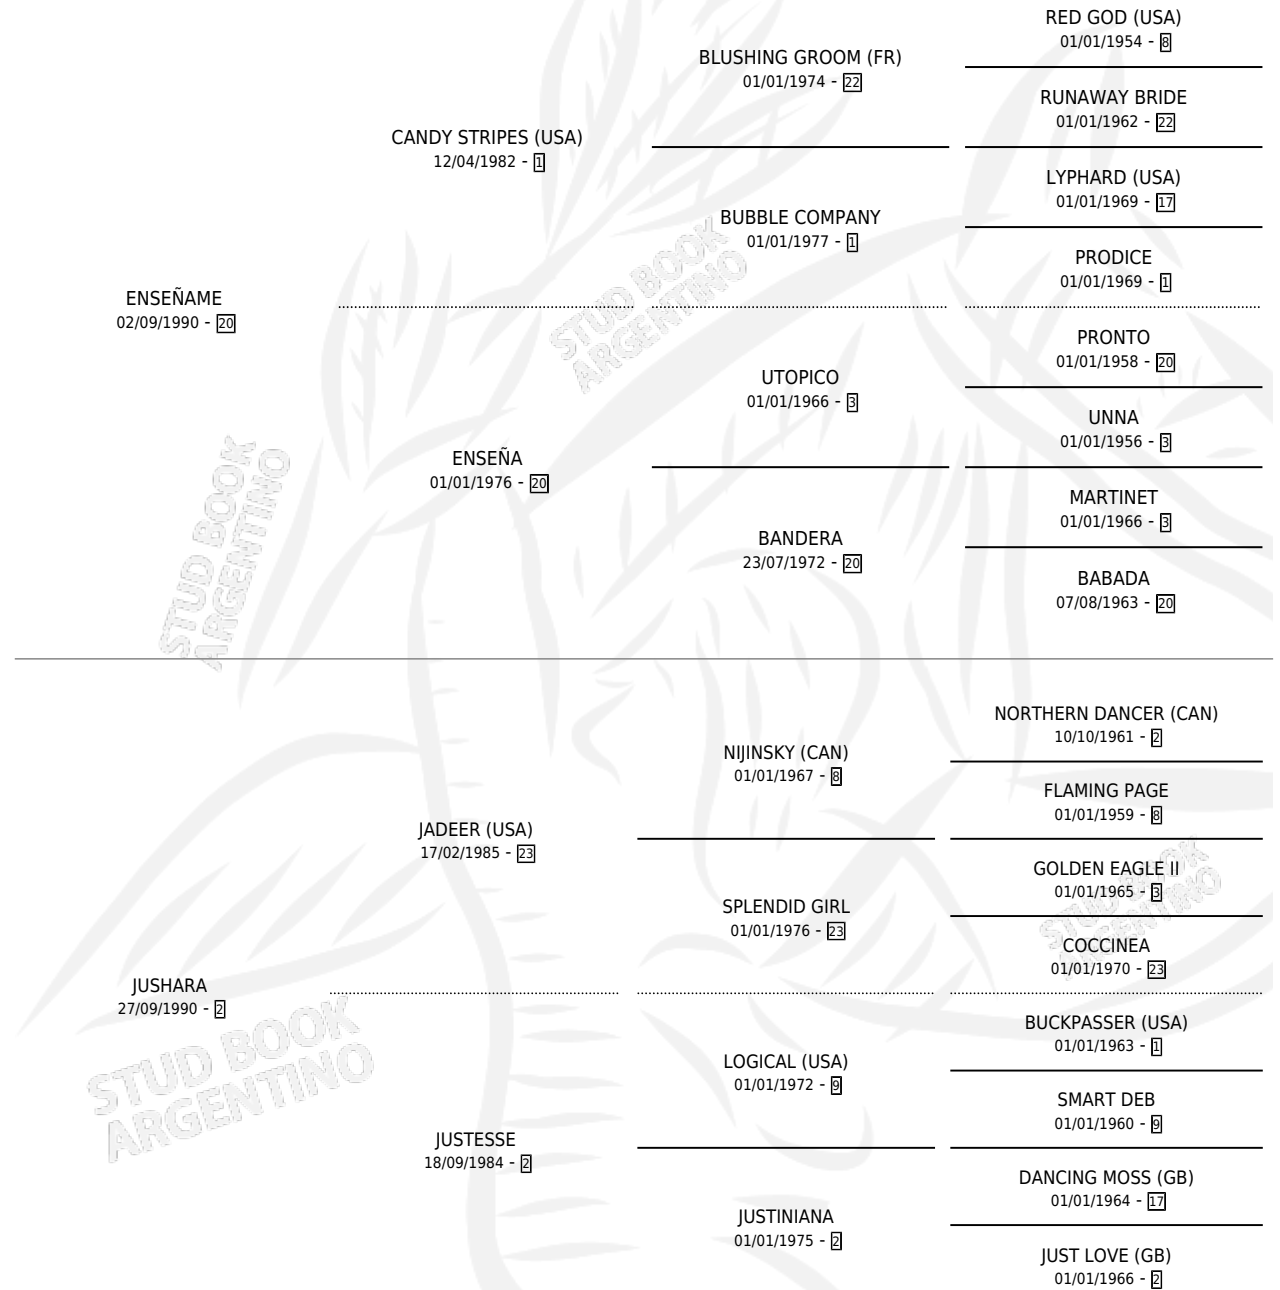 RED GOD (USA)
01/01/1954 - 8
BLUSHING GROOM (FR)
01/01/1974 - 22
RUNAWAY BRIDE
01/01/1962 - 22
CANDY STRIPES (USA)
12/04/1982 - 1
LYPHARD (USA)
01/01/1969 - 17
BUBBLE COMPANY
01/01/1977 - 1
PRODICE
01/01/1969 - 1
ENSEÑAME
02/09/1990 - 20
STUD BOOK
ARGENTINO
PRONTO
01/01/1958 - 20
UTOPICO
01/01/1966 - 3
UNNA
01/01/1956 - 3
ENSEÑA
01/01/1976 - 20
MARTINET
01/01/1966 - 3
BANDERA
23/07/1972 - 20
BABADA
07/08/1963 - 20
STUD BOOK
ARGENTINO
NORTHERN DANCER (CAN)
10/10/1961 - 2
NIJINSKY (CAN)
01/01/1967 - 8
FLAMING PAGE
01/01/1959 - 8
JADEER (USA)
17/02/1985 - 23
GOLDEN EAGLE II
01/01/1965 - 3
SPLENDID GIRL
01/01/1976 - 23
STUD BOOK
ARGENTINO
COCCINEA
01/01/1970 - 23
JUSHARA
27/09/1990 - 2
STUD BOOK
ARGENTINO
BUCKPASSER (USA)
01/01/1963 - 1
LOGICAL (USA)
01/01/1972 - 9
SMART DEB
01/01/1960 - 9
JUSTESSE
18/09/1984 - 2
DANCING MOSS (GB)
01/01/1964 - 17
JUSTINIANA
01/01/1975 - 2
JUST LOVE (GB)
01/01/1966 - 2